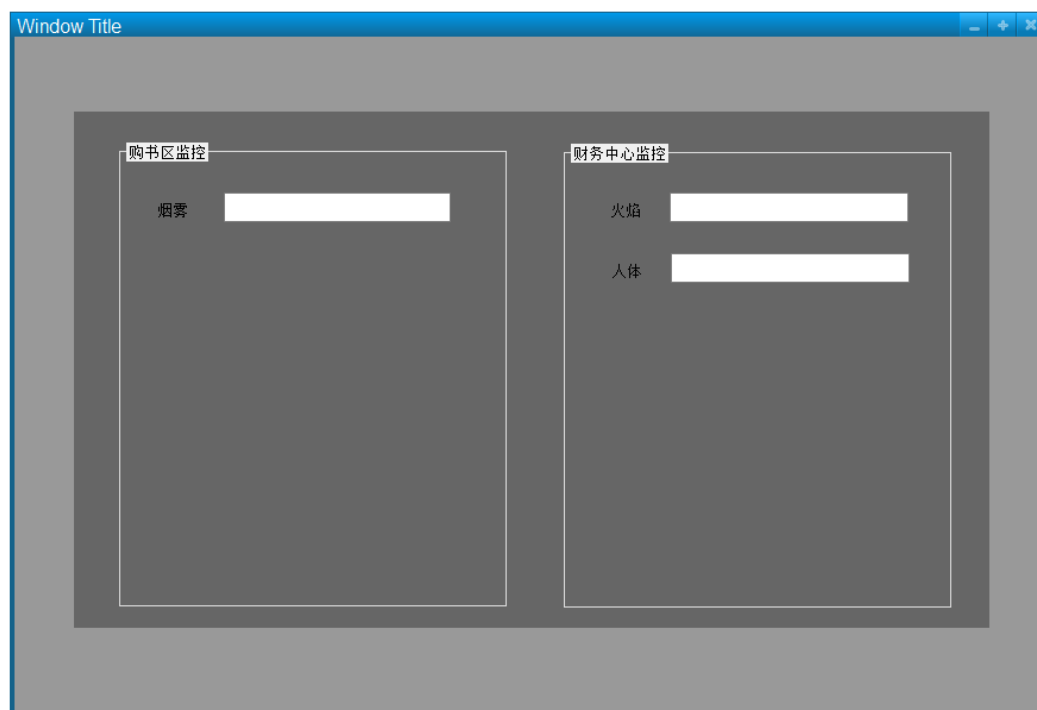 Window Title
购书区监控
烟雾
财务中心监控
火焰
人体